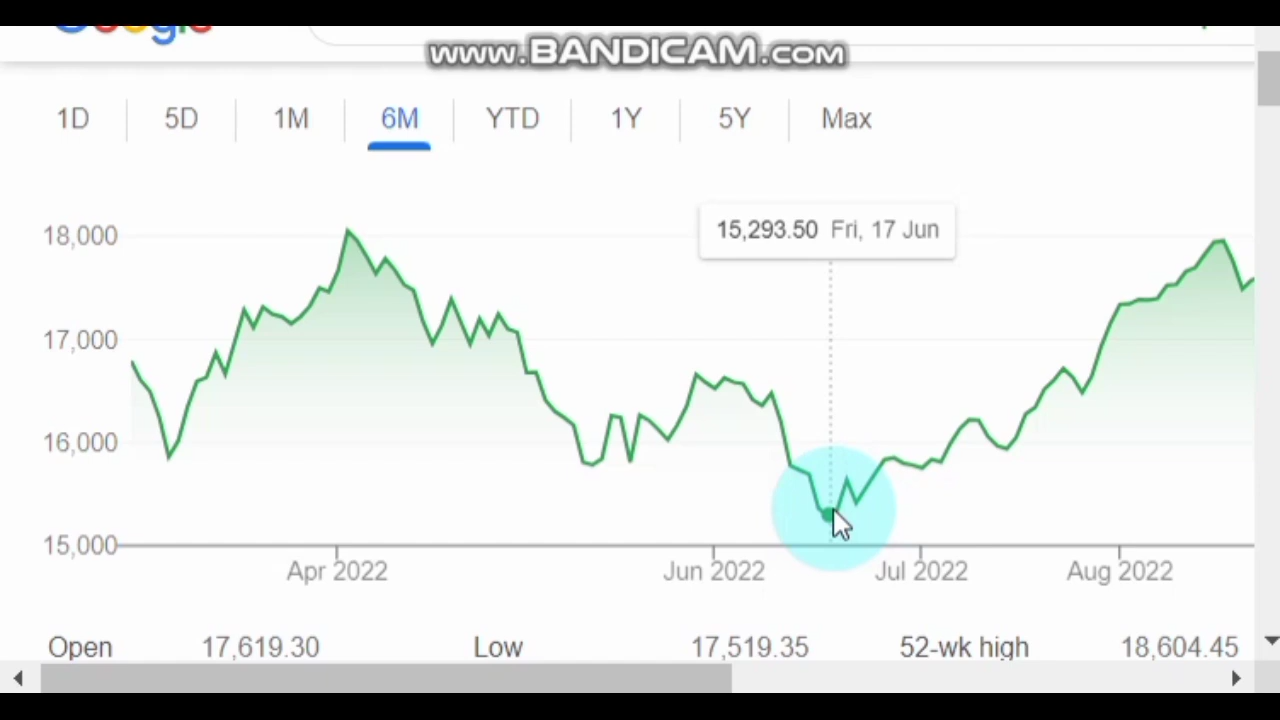 Google
www.BANDICAM.com
1D 5D 1M 6M YTD 1Y 5Y Max
15,293.50 Fri, 17 Jun
18,000
17,000
16,000
15,000
Apr 2022 Jun 2022 Jul 2022 Aug 2022
Open 17,619.30 Low 17,519.35 52-wk high 18,604.45